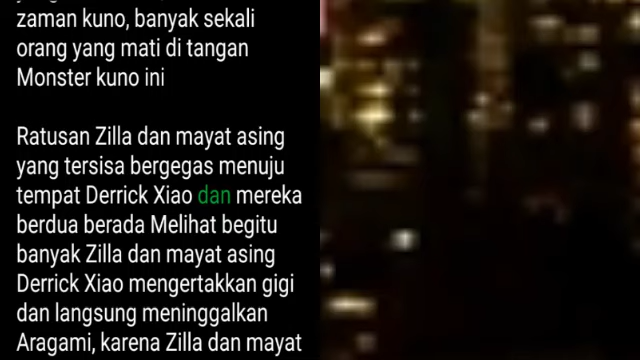 zaman kuno, banyak sekali
orang yang mati di tangan
Monster kuno ini
Ratusan Zilla dan mayat asing
yang tersisa bergegas menuju
tempat Derrick Xiao dan mereka
berdua berada Melihat begitu
banyak Zilla dan mayat asing
Derrick Xiao mengertakkan gigi
dan langsung meninggalkan
Aragami, karena Zilla dan mayat